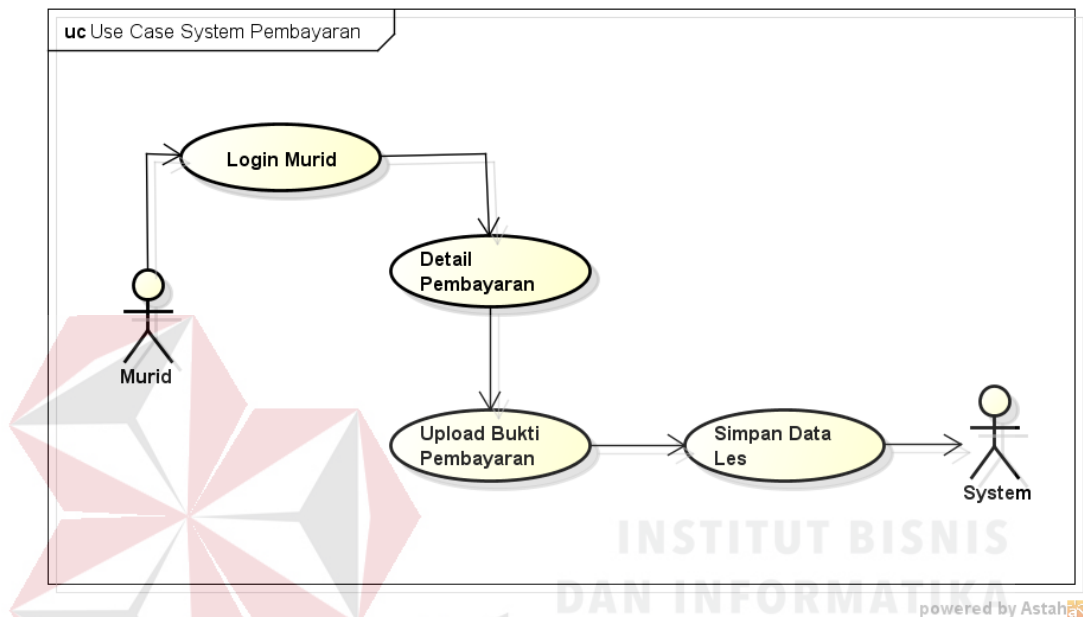 uc Use Case System Pembayaran
Login Murid
Detail
Pembayaran
Murid
Upload Bukti
Pembayaran
Simpan Data
Les
System
INSTITUT BISNIS
DAN INFORMATIKA
powered by Astah